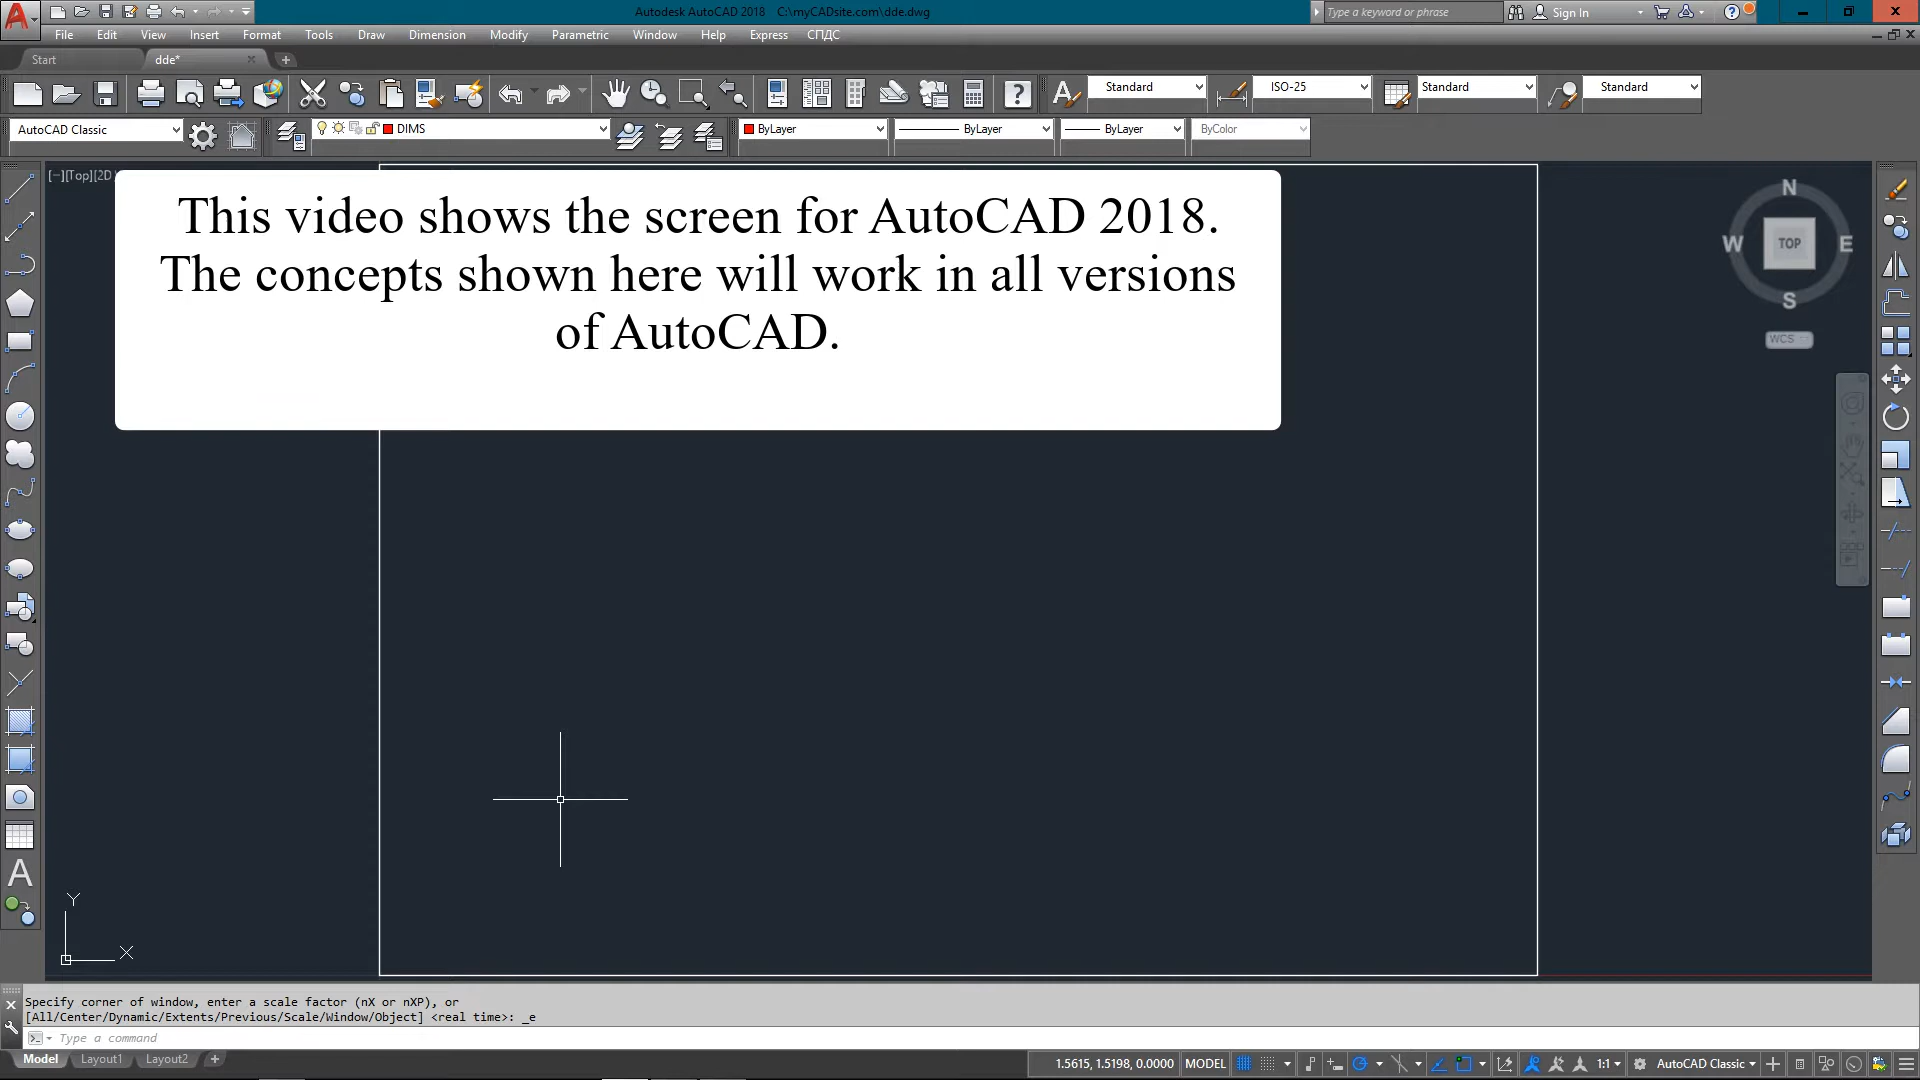 Autodesk AutoCAD 2018 C:\myCADsite.com\dde.dwg
Type a keyword or phrase
Sign In
File Edit View Insert Format Tools Draw Dimension Modify Parametric Window Help Express СПДС
Start dde*
Standard ISO-25 Standard Standard
AutoCAD Classic DIMS ByLayer ByLayer ByLayer ByColor
[−][Top][2D
This video shows the screen for AutoCAD 2018.
The concepts shown here will work in all versions
of AutoCAD.
N
W TOP E
S
WCS
A
Y
X
Specify corner of window, enter a scale factor (nX or nXP), or
[All/Center/Dynamic/Extents/Previous/Scale/Window/Object] <real time>: _e
Type a command
Model Layout1 Layout2
1.5615, 1.5198, 0.0000 MODEL 1:1 AutoCAD Classic